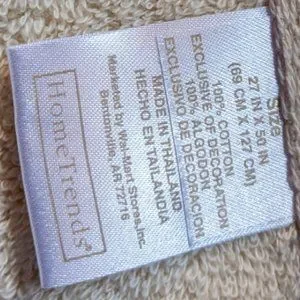 Size
27 IN X 50 IN
(69 CM X 127 CM)
100% COTTON
EXCLUSIVE OF DECORATION
100% ALGODON
EXCLUSIVO DE DECORACION
MADE IN THAILAND
HECHO EN TAILANDIA
Marketed by Wal-Mart Stores, Inc.
Bentonville, AR 72716
HomeTrends®